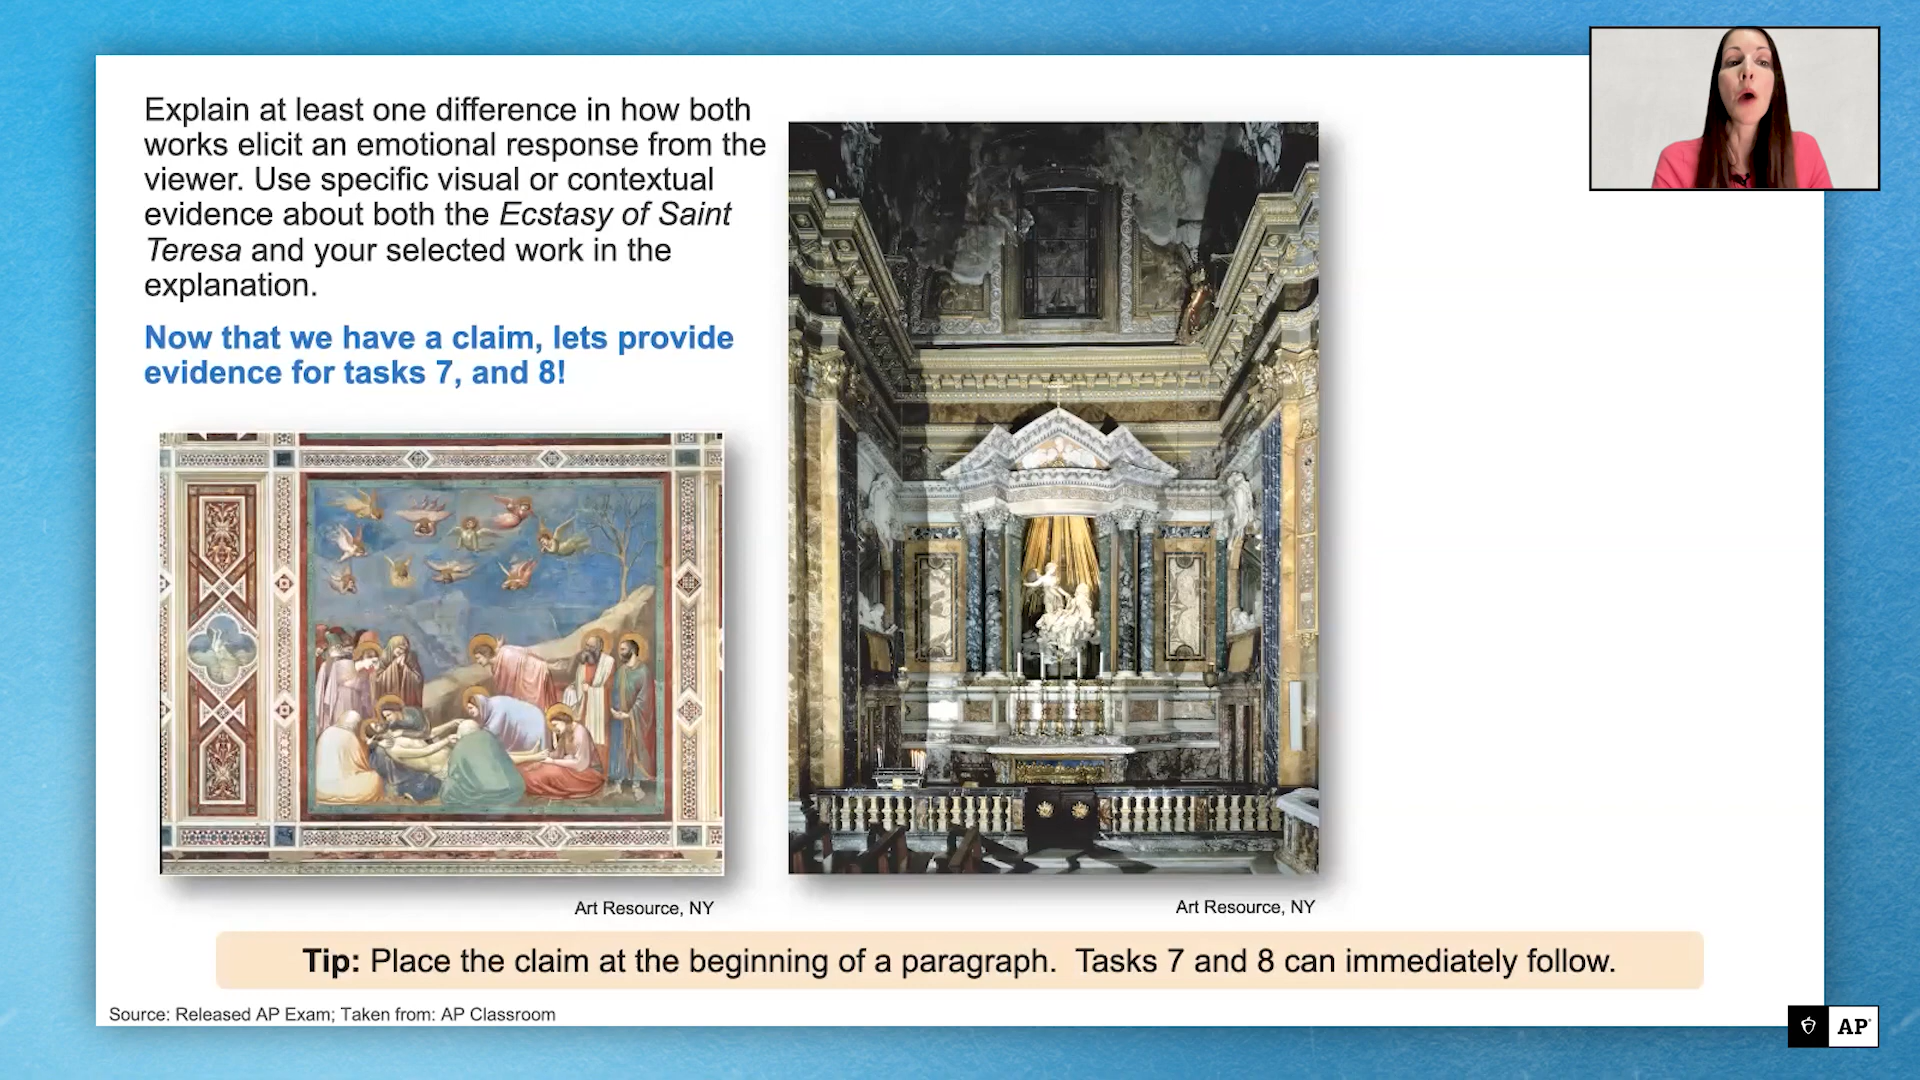 Explain at least one difference in how both
works elicit an emotional response from the
viewer. Use specific visual or contextual
evidence about both the Ecstasy of Saint
Teresa and your selected work in the
explanation.
Now that we have a claim, lets provide
evidence for tasks 7, and 8!
Art Resource, NY
Art Resource, NY
Tip: Place the claim at the beginning of a paragraph. Tasks 7 and 8 can immediately follow.
Source: Released AP Exam; Taken from: AP Classroom
AP